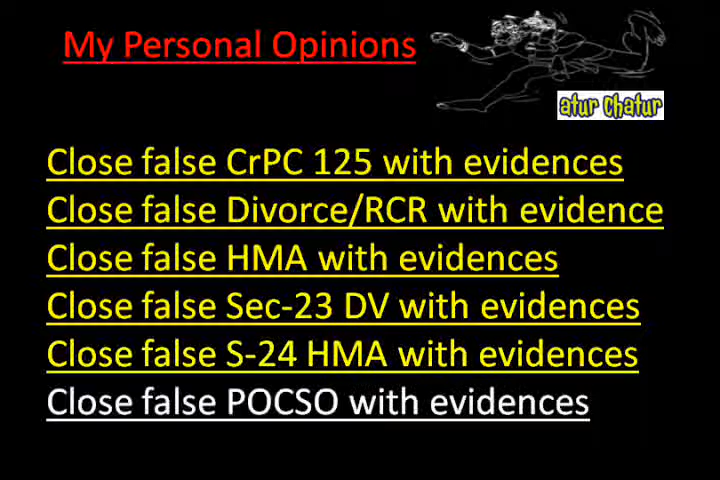 My Personal Opinions
atur Chatur
Close false CrPC 125 with evidences
Close false Divorce/RCR with evidence
Close false HMA with evidences
Close false Sec-23 DV with evidences
Close false S-24 HMA with evidences
Close false POCSO with evidences